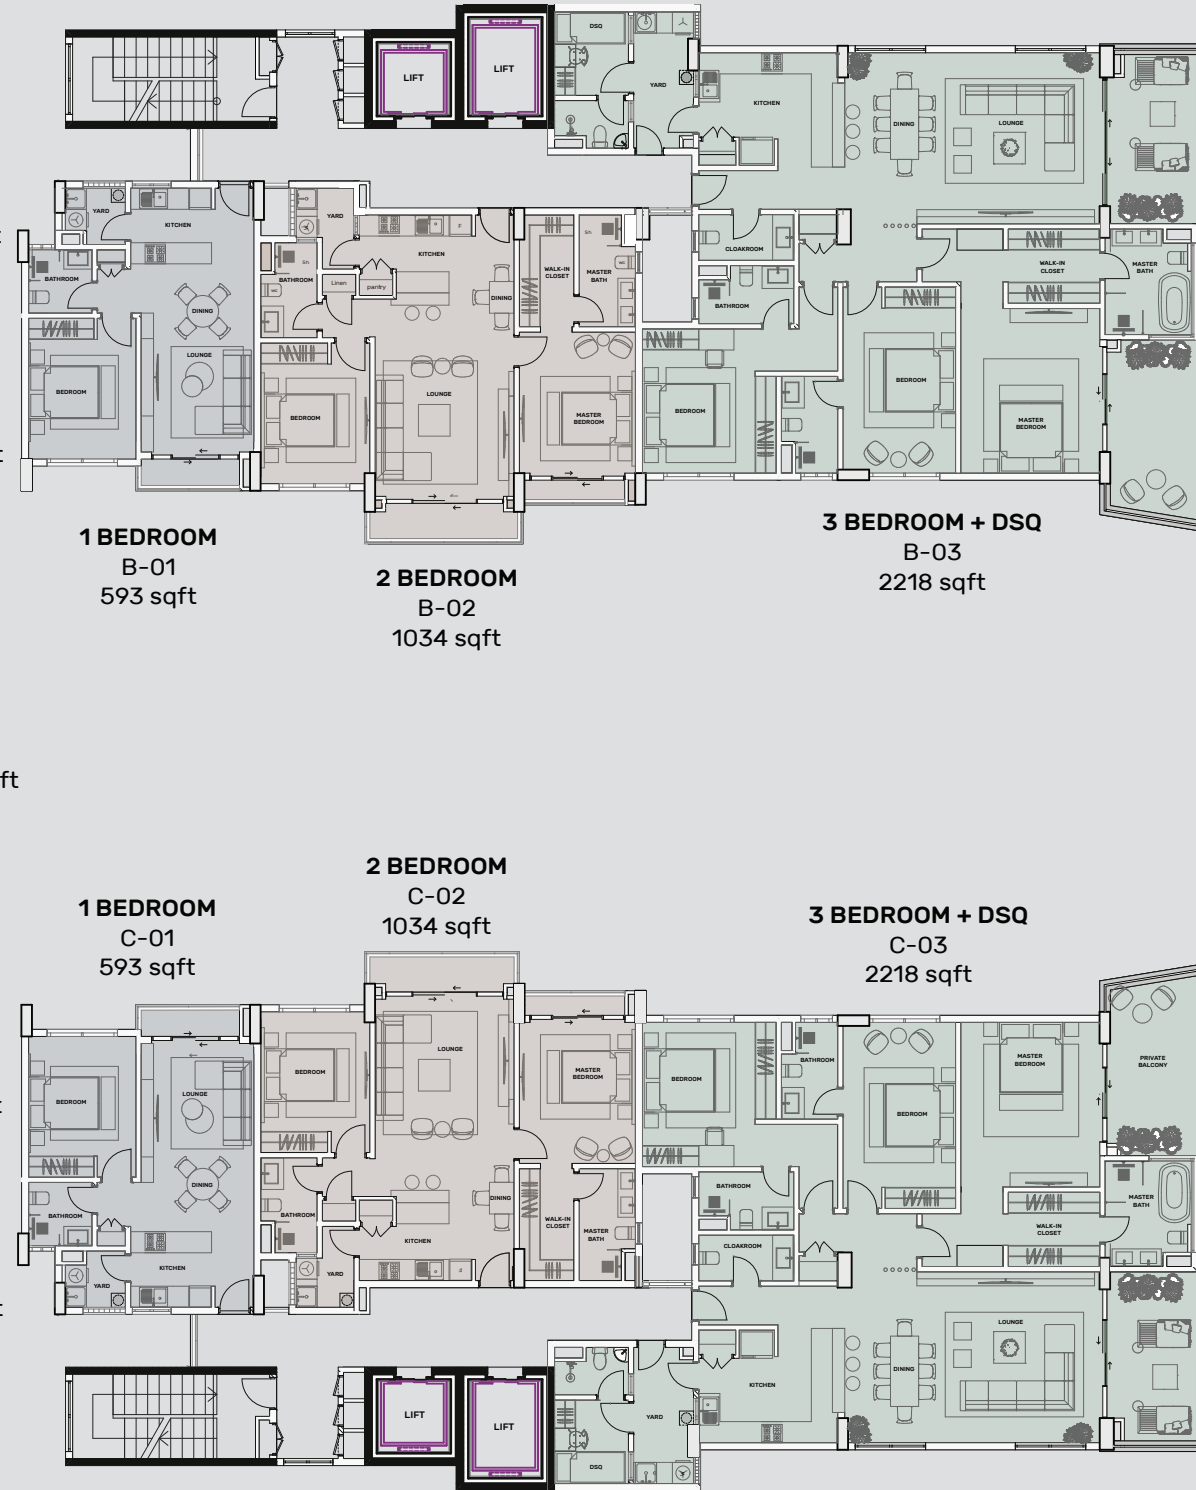 LIFT
LIFT
DSQ
YARD
KITCHEN
DINING
LOUNGE
YARD
KITCHEN
BATHROOM
DINING
LOUNGE
BEDROOM
YARD
KITCHEN
Sh.
BATHROOM
WC
Linen
pantry
F
DINING
LOUNGE
BEDROOM
WALK-IN
CLOSET
MASTER
BATH
Sh.
WC
MASTER
BEDROOM
CLOAKROOM
BATHROOM
BEDROOM
BEDROOM
WALK-IN
CLOSET
MASTER
BATH
MASTER
BEDROOM
1 BEDROOM
B-01
593 sqft
2 BEDROOM
B-02
1034 sqft
3 BEDROOM + DSQ
B-03
2218 sqft
ft
1 BEDROOM
C-01
593 sqft
2 BEDROOM
C-02
1034 sqft
3 BEDROOM + DSQ
C-03
2218 sqft
BEDROOM
LOUNGE
DINING
BATHROOM
KITCHEN
YARD
BEDROOM
LOUNGE
MASTER
BEDROOM
BATHROOM
DINING
WALK-IN
CLOSET
MASTER
BATH
KITCHEN
YARD
BEDROOM
BATHROOM
BEDROOM
MASTER
BEDROOM
PRIVATE
BALCONY
BATHROOM
CLOAKROOM
WALK-IN
CLOSET
MASTER
BATH
LOUNGE
DINING
KITCHEN
YARD
DSQ
LIFT
LIFT